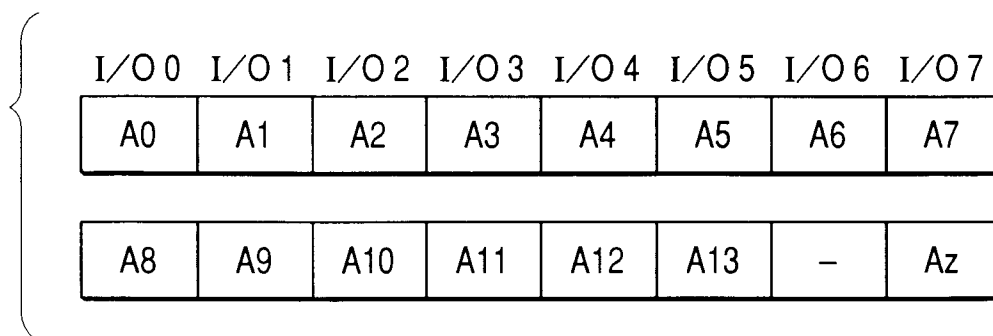 I/O 0 I/O 1 I/O 2 I/O 3 I/O 4 I/O 5 I/O 6 I/O 7
A0 A1 A2 A3 A4 A5 A6 A7
A8 A9 A10 A11 A12 A13 – Az